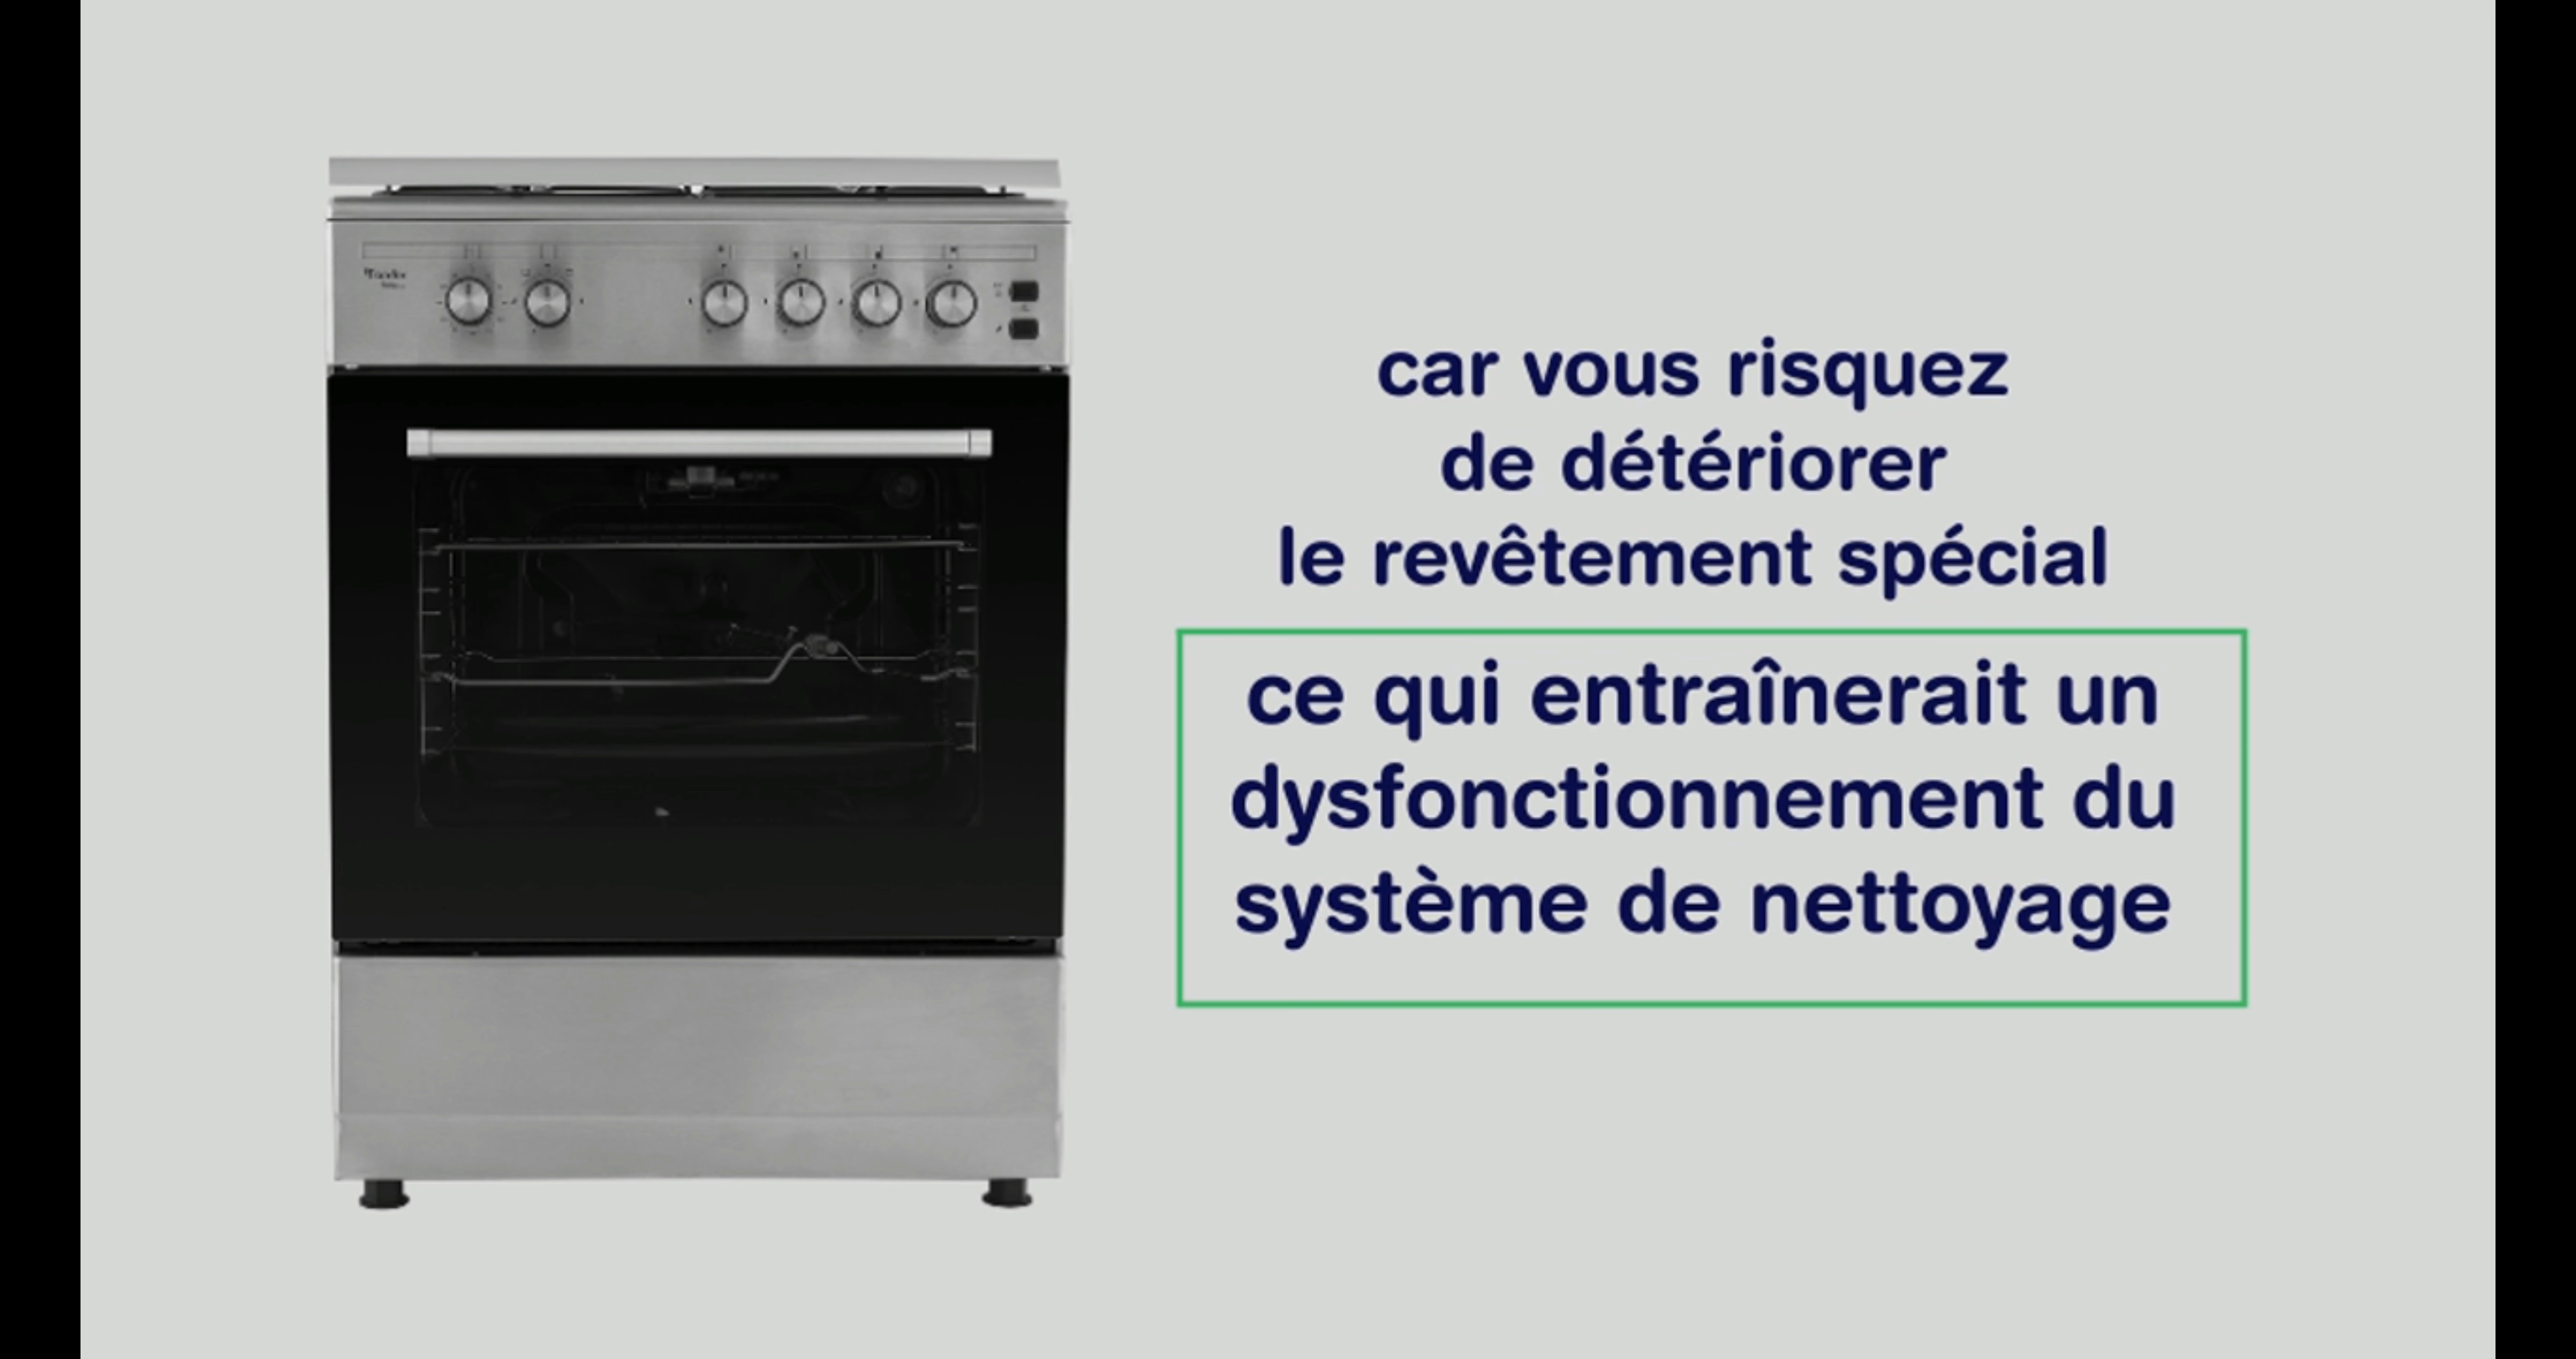 car vous risquez
de détériorer
le revêtement spécial
ce qui entraînerait un
dysfonctionnement du
système de nettoyage